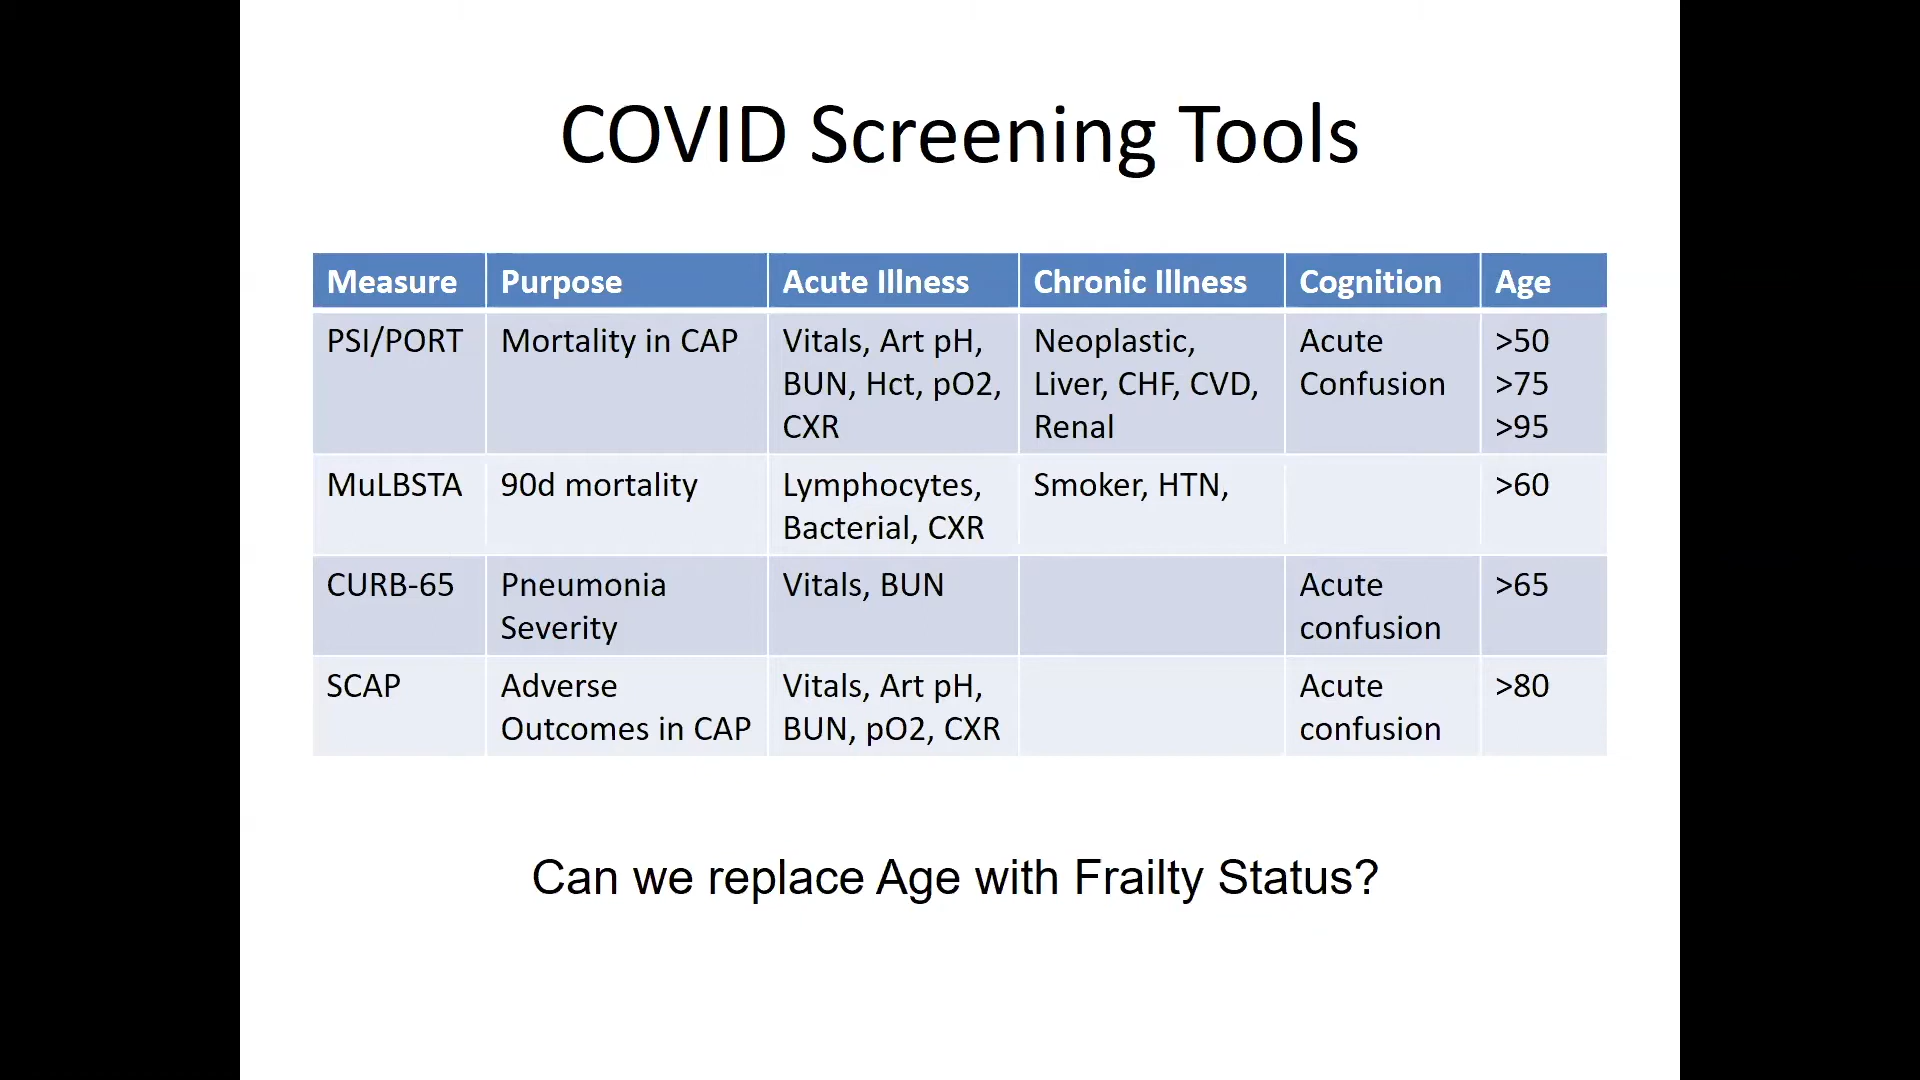 COVID Screening Tools
Measure Purpose Acute Illness Chronic Illness Cognition Age
PSI/PORT Mortality in CAP Vitals, Art pH, Neoplastic, Acute >50
BUN, Hct, pO2, Liver, CHF, CVD, Confusion >75
CXR Renal >95
MuLBSTA 90d mortality Lymphocytes, Smoker, HTN, >60
Bacterial, CXR
CURB-65 Pneumonia Vitals, BUN Acute >65
Severity confusion
SCAP Adverse Vitals, Art pH, Acute >80
Outcomes in CAP BUN, pO2, CXR confusion
Can we replace Age with Frailty Status?